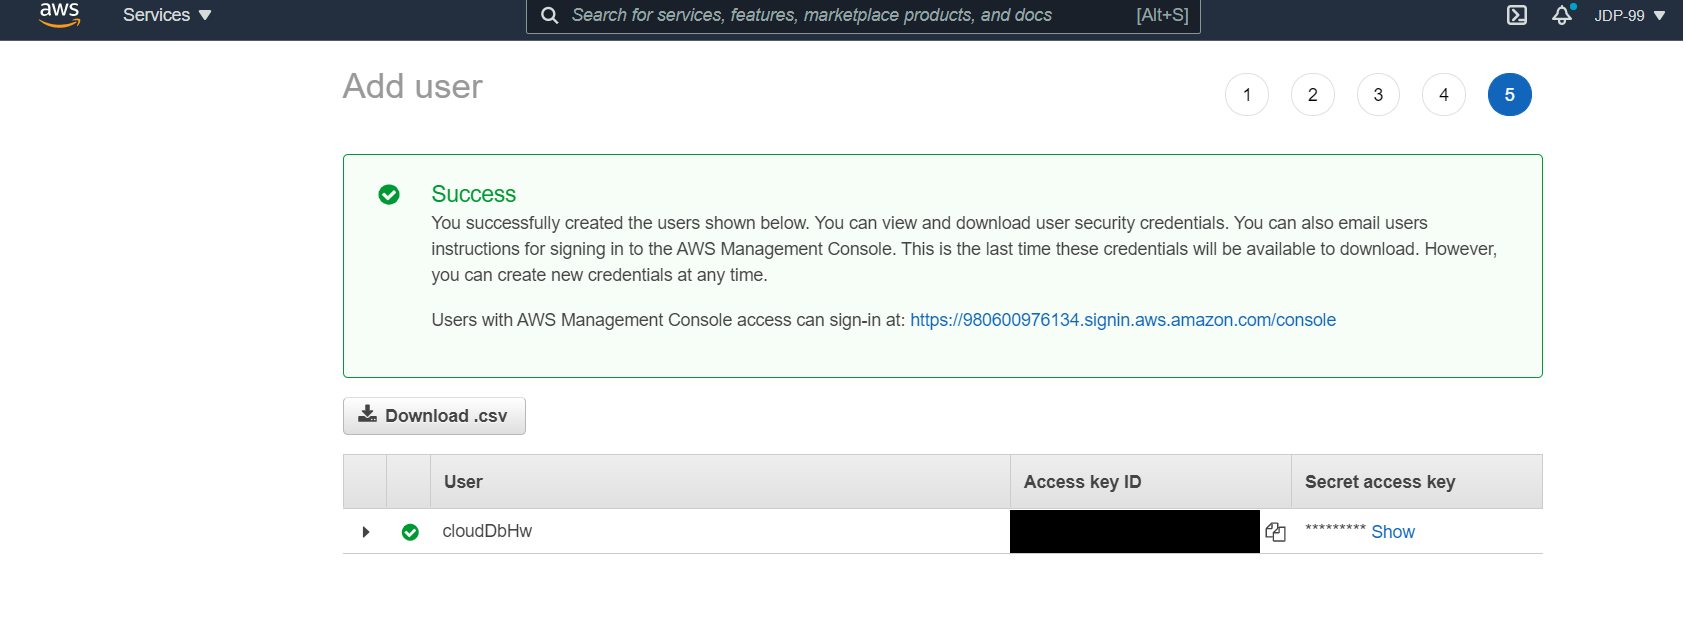 aws Services Search for services, features, marketplace products, and docs [Alt+S] JDP-99
Add user
1 2 3 4 5
Success
You successfully created the users shown below. You can view and download user security credentials. You can also email users
instructions for signing in to the AWS Management Console. This is the last time these credentials will be available to download. However,
you can create new credentials at any time.
Users with AWS Management Console access can sign-in at: https://980600976134.signin.aws.amazon.com/console
Download .csv
User Access key ID Secret access key
cloudDbHw ********* Show